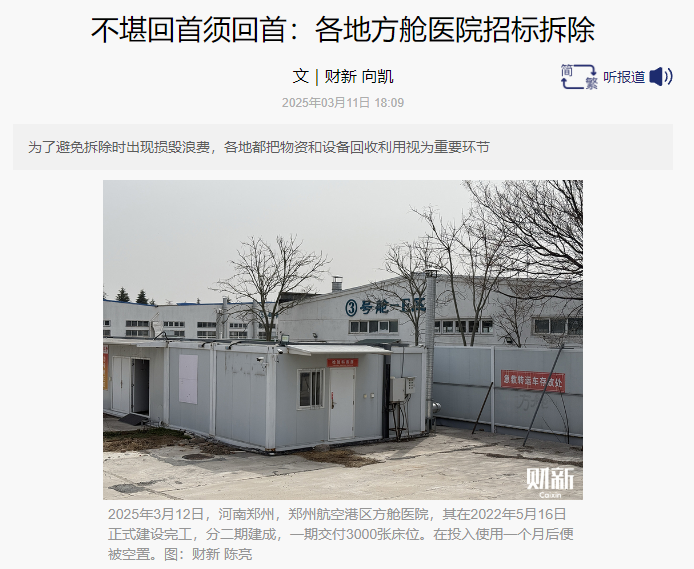 不堪回首须回首：各地方舱医院招标拆除
文 | 财新 向凯
简
繁
听报道
2025年03月11日 18:09
为了避免拆除时出现损毁浪费，各地都把物资和设备回收利用视为重要环节
③号舱—E区
急救转运车存放处
财新
Caixin
2025年3月12日，河南郑州，郑州航空港区方舱医院，其在2022年5月16日
正式建设完工，分二期建成，一期交付3000张床位。在投入使用一个月后便
被空置。图：财新 陈亮